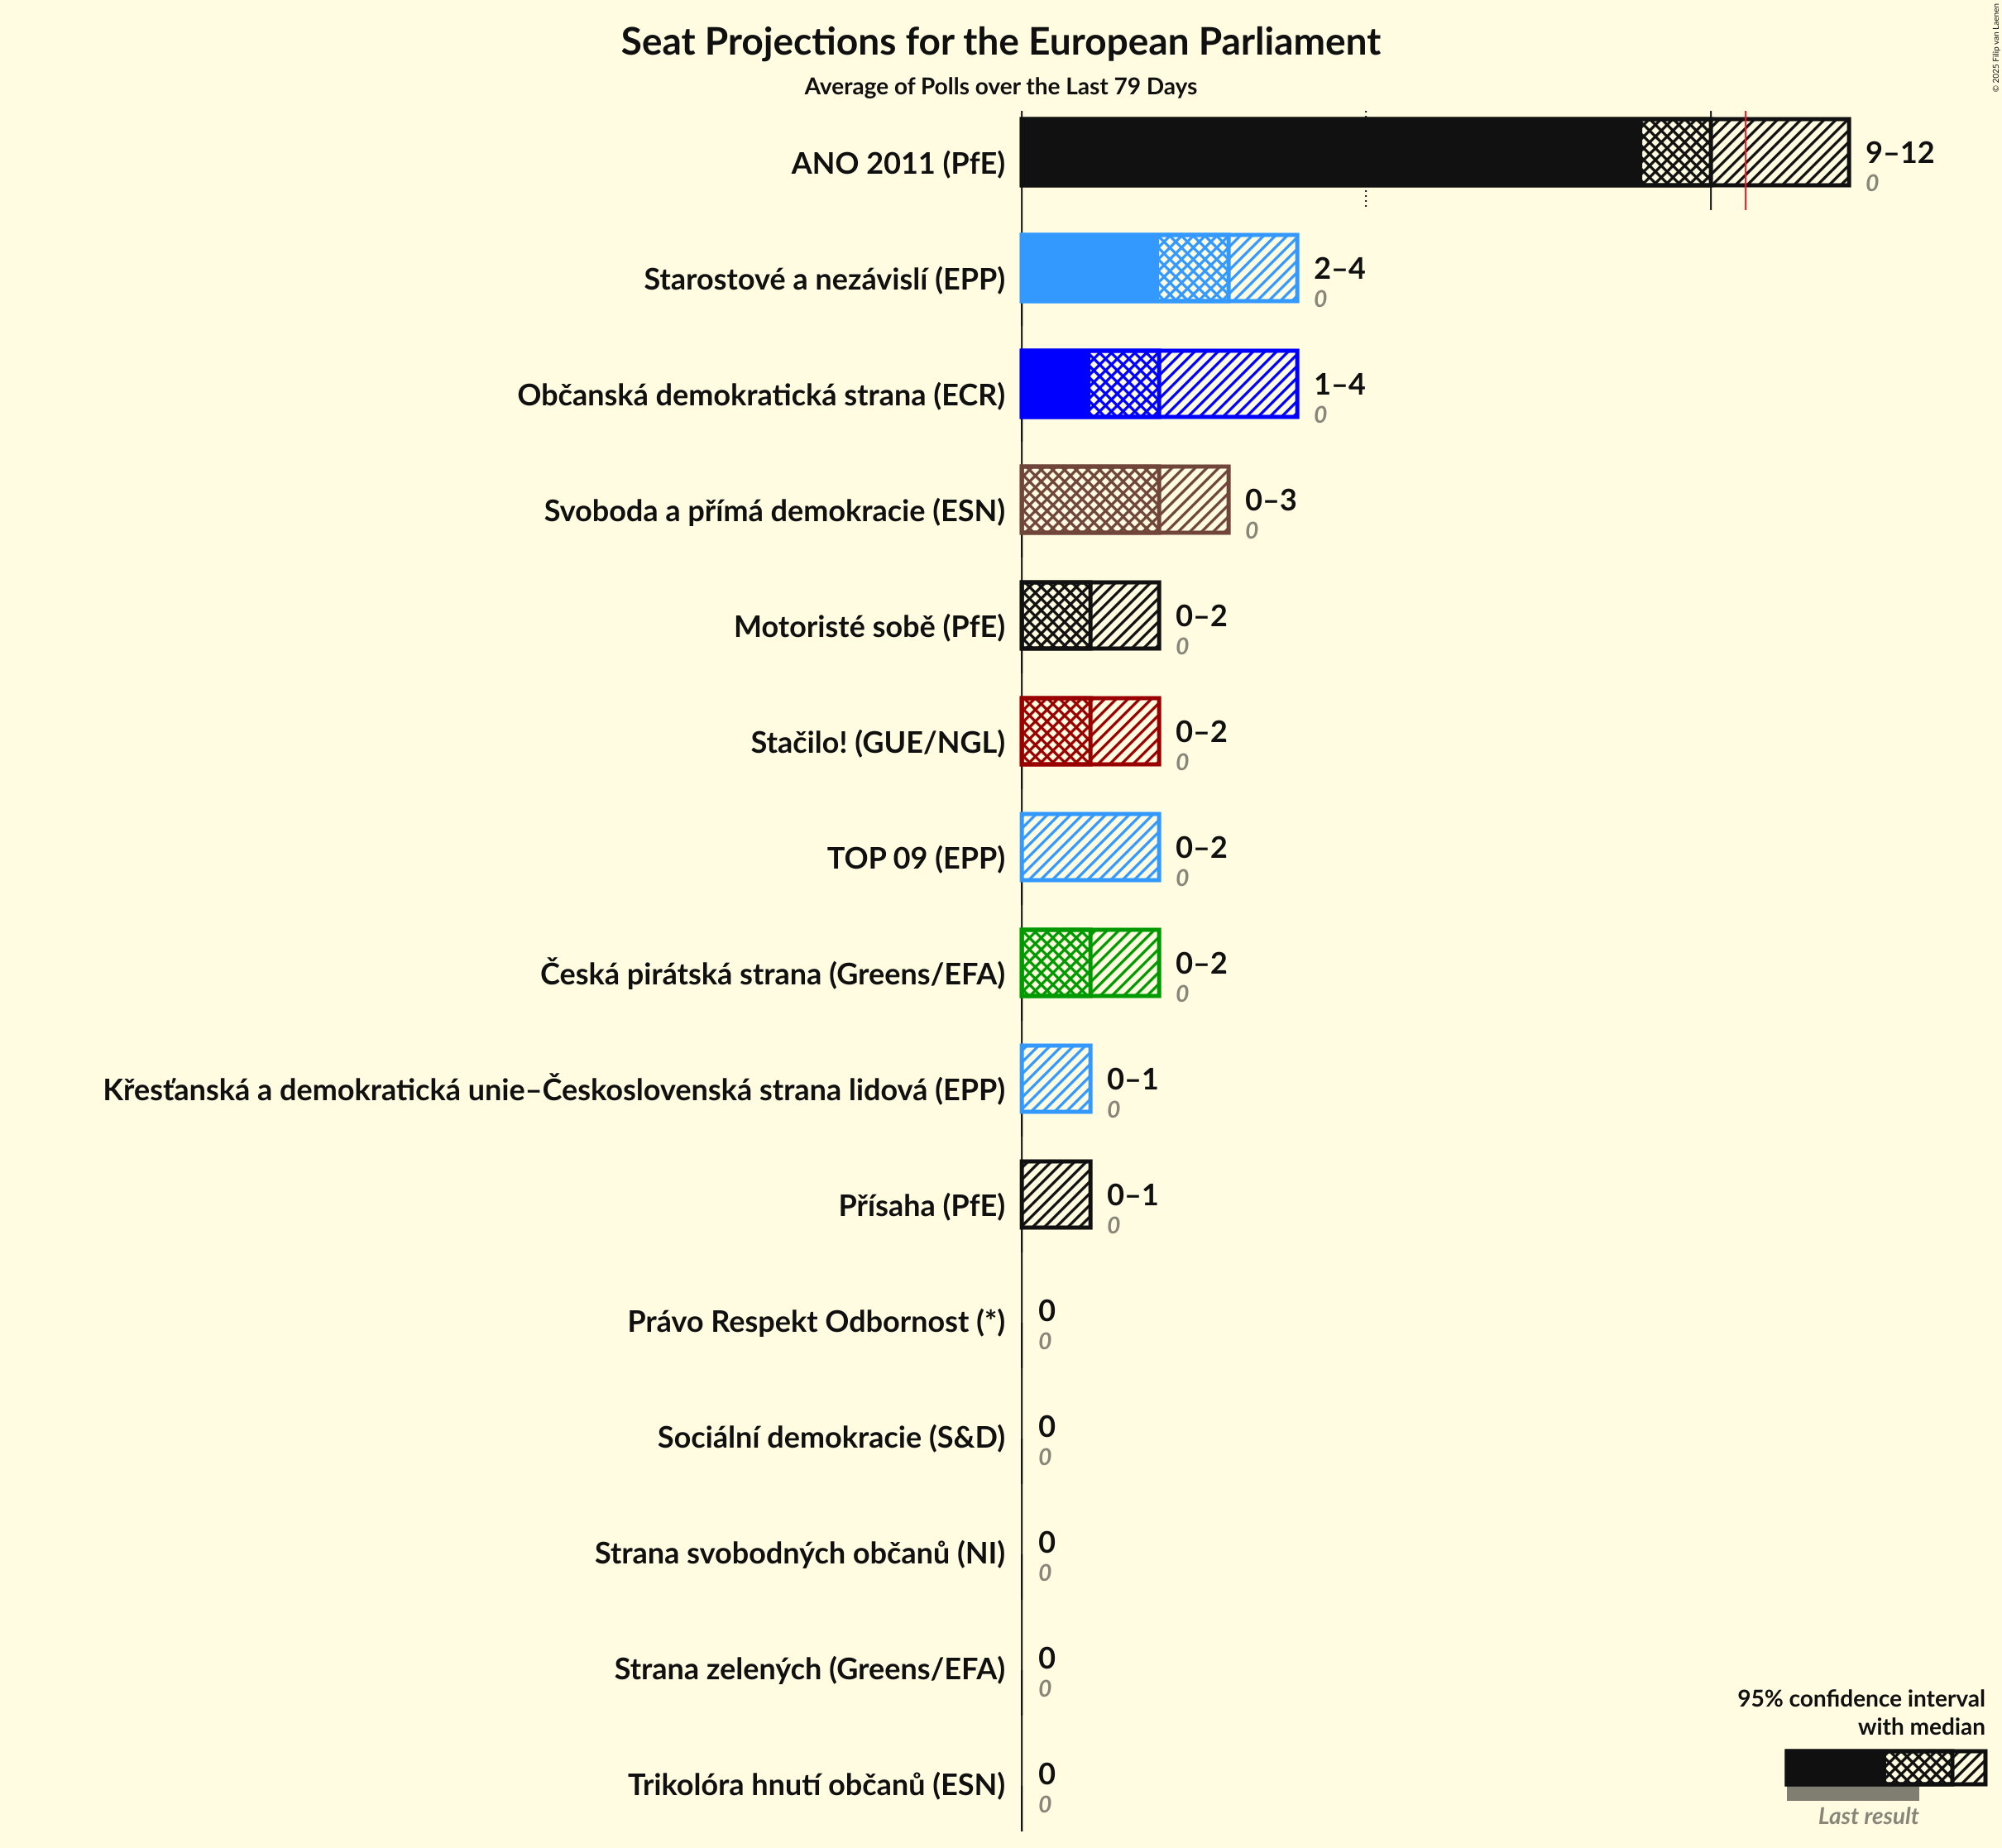 Seat Projections for the European Parliament
Average of Polls over the Last 79 Days
© 2025 Filip van Laenen
ANO 2011 (PfE)
9–12
0
Starostové a nezávislí (EPP)
2–4
0
Občanská demokratická strana (ECR)
1–4
0
Svoboda a přímá demokracie (ESN)
0–3
0
Motoristé sobě (PfE)
0–2
0
Stačilo! (GUE/NGL)
0–2
0
TOP 09 (EPP)
0–2
0
Česká pirátská strana (Greens/EFA)
0–2
0
Křesťanská a demokratická unie–Československá strana lidová (EPP)
0–1
0
Přísaha (PfE)
0–1
0
Právo Respekt Odbornost (*)
0
0
Sociální demokracie (S&D)
0
0
Strana svobodných občanů (NI)
0
0
Strana zelených (Greens/EFA)
0
0
Trikolóra hnutí občanů (ESN)
0
0
95% confidence interval
with median
Last result